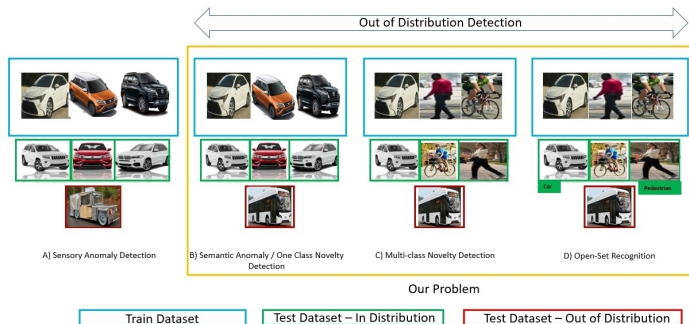 Out of Distribution Detection
Car
Pedestrian
A) Sensory Anomaly Detection
B) Semantic Anomaly / One Class Novelty
Detection
C) Multi-class Novelty Detection
D) Open-Set Recognition
Our Problem
Train Dataset
Test Dataset – In Distribution
Test Dataset – Out of Distribution